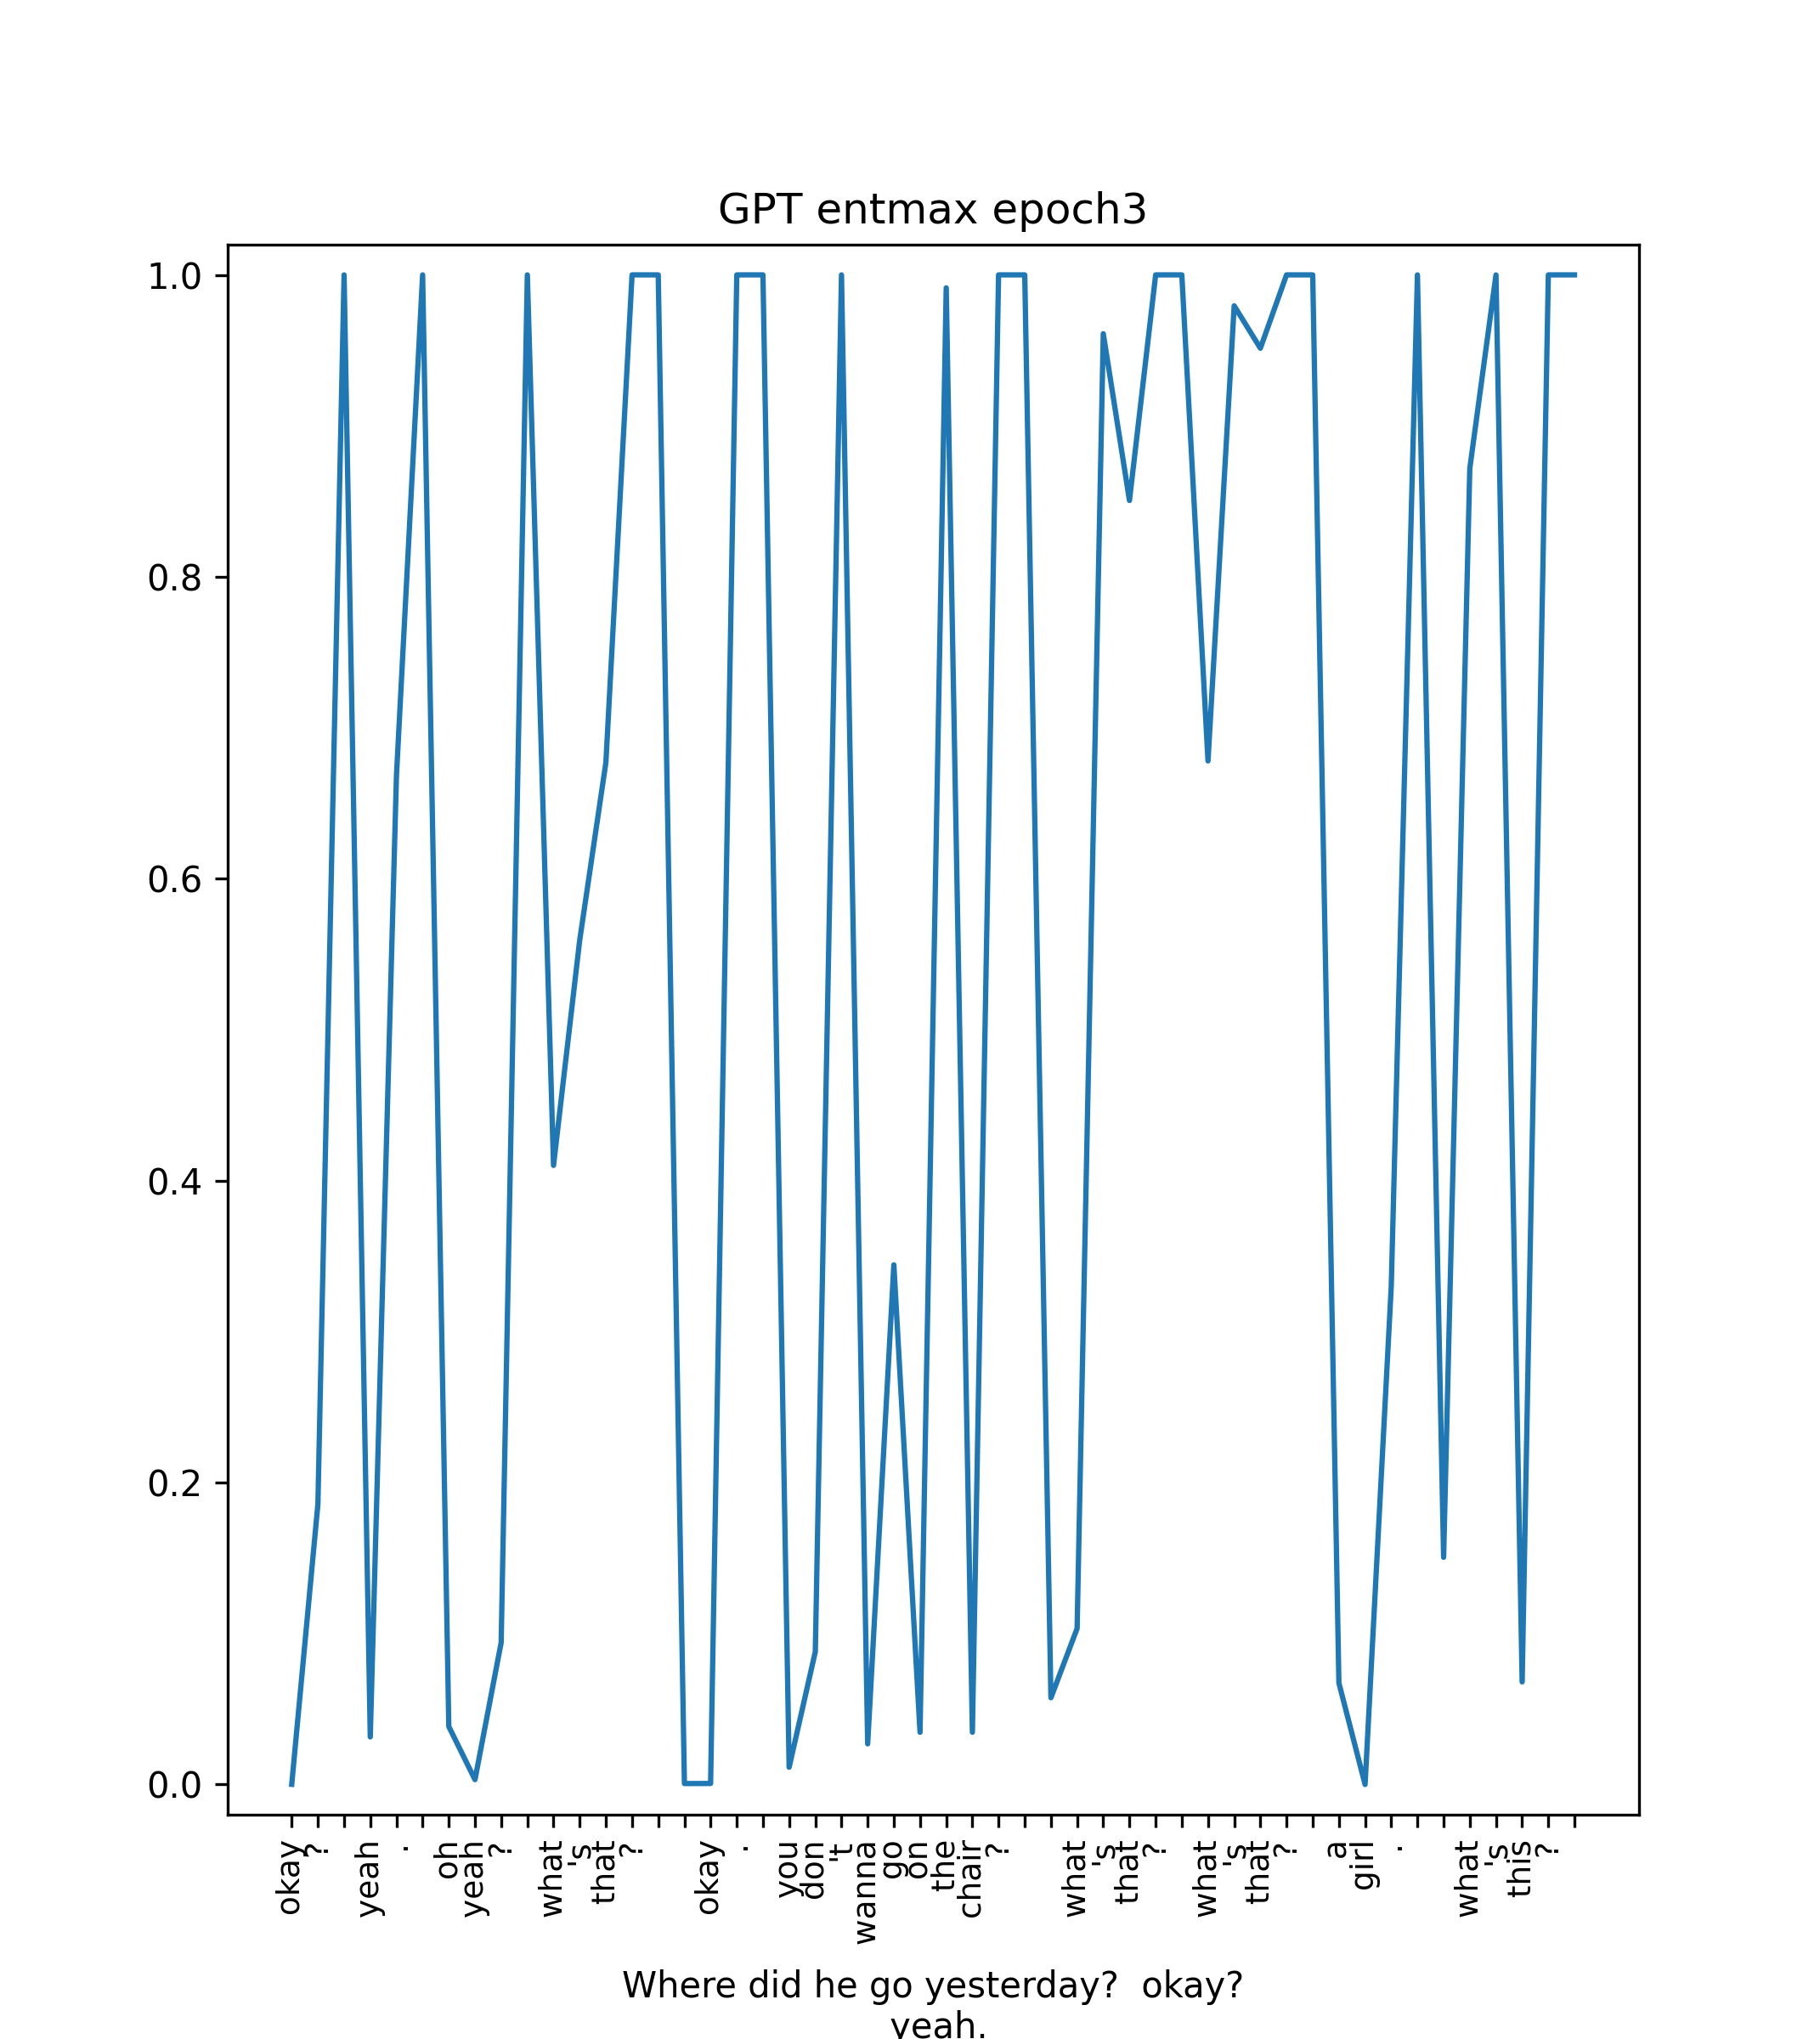 GPT entmax epoch3
1.0
0.8
0.6
0.4
0.2
0.0
okay
?
yeah
.
oh
yeah
?
what
's
that
?
okay
.
you
don
't
wanna
go
on
the
chair
?
what
's
that
?
what
's
that
?
a
girl
.
what
's
this
?
Where did he go yesterday?  okay?
yeah.